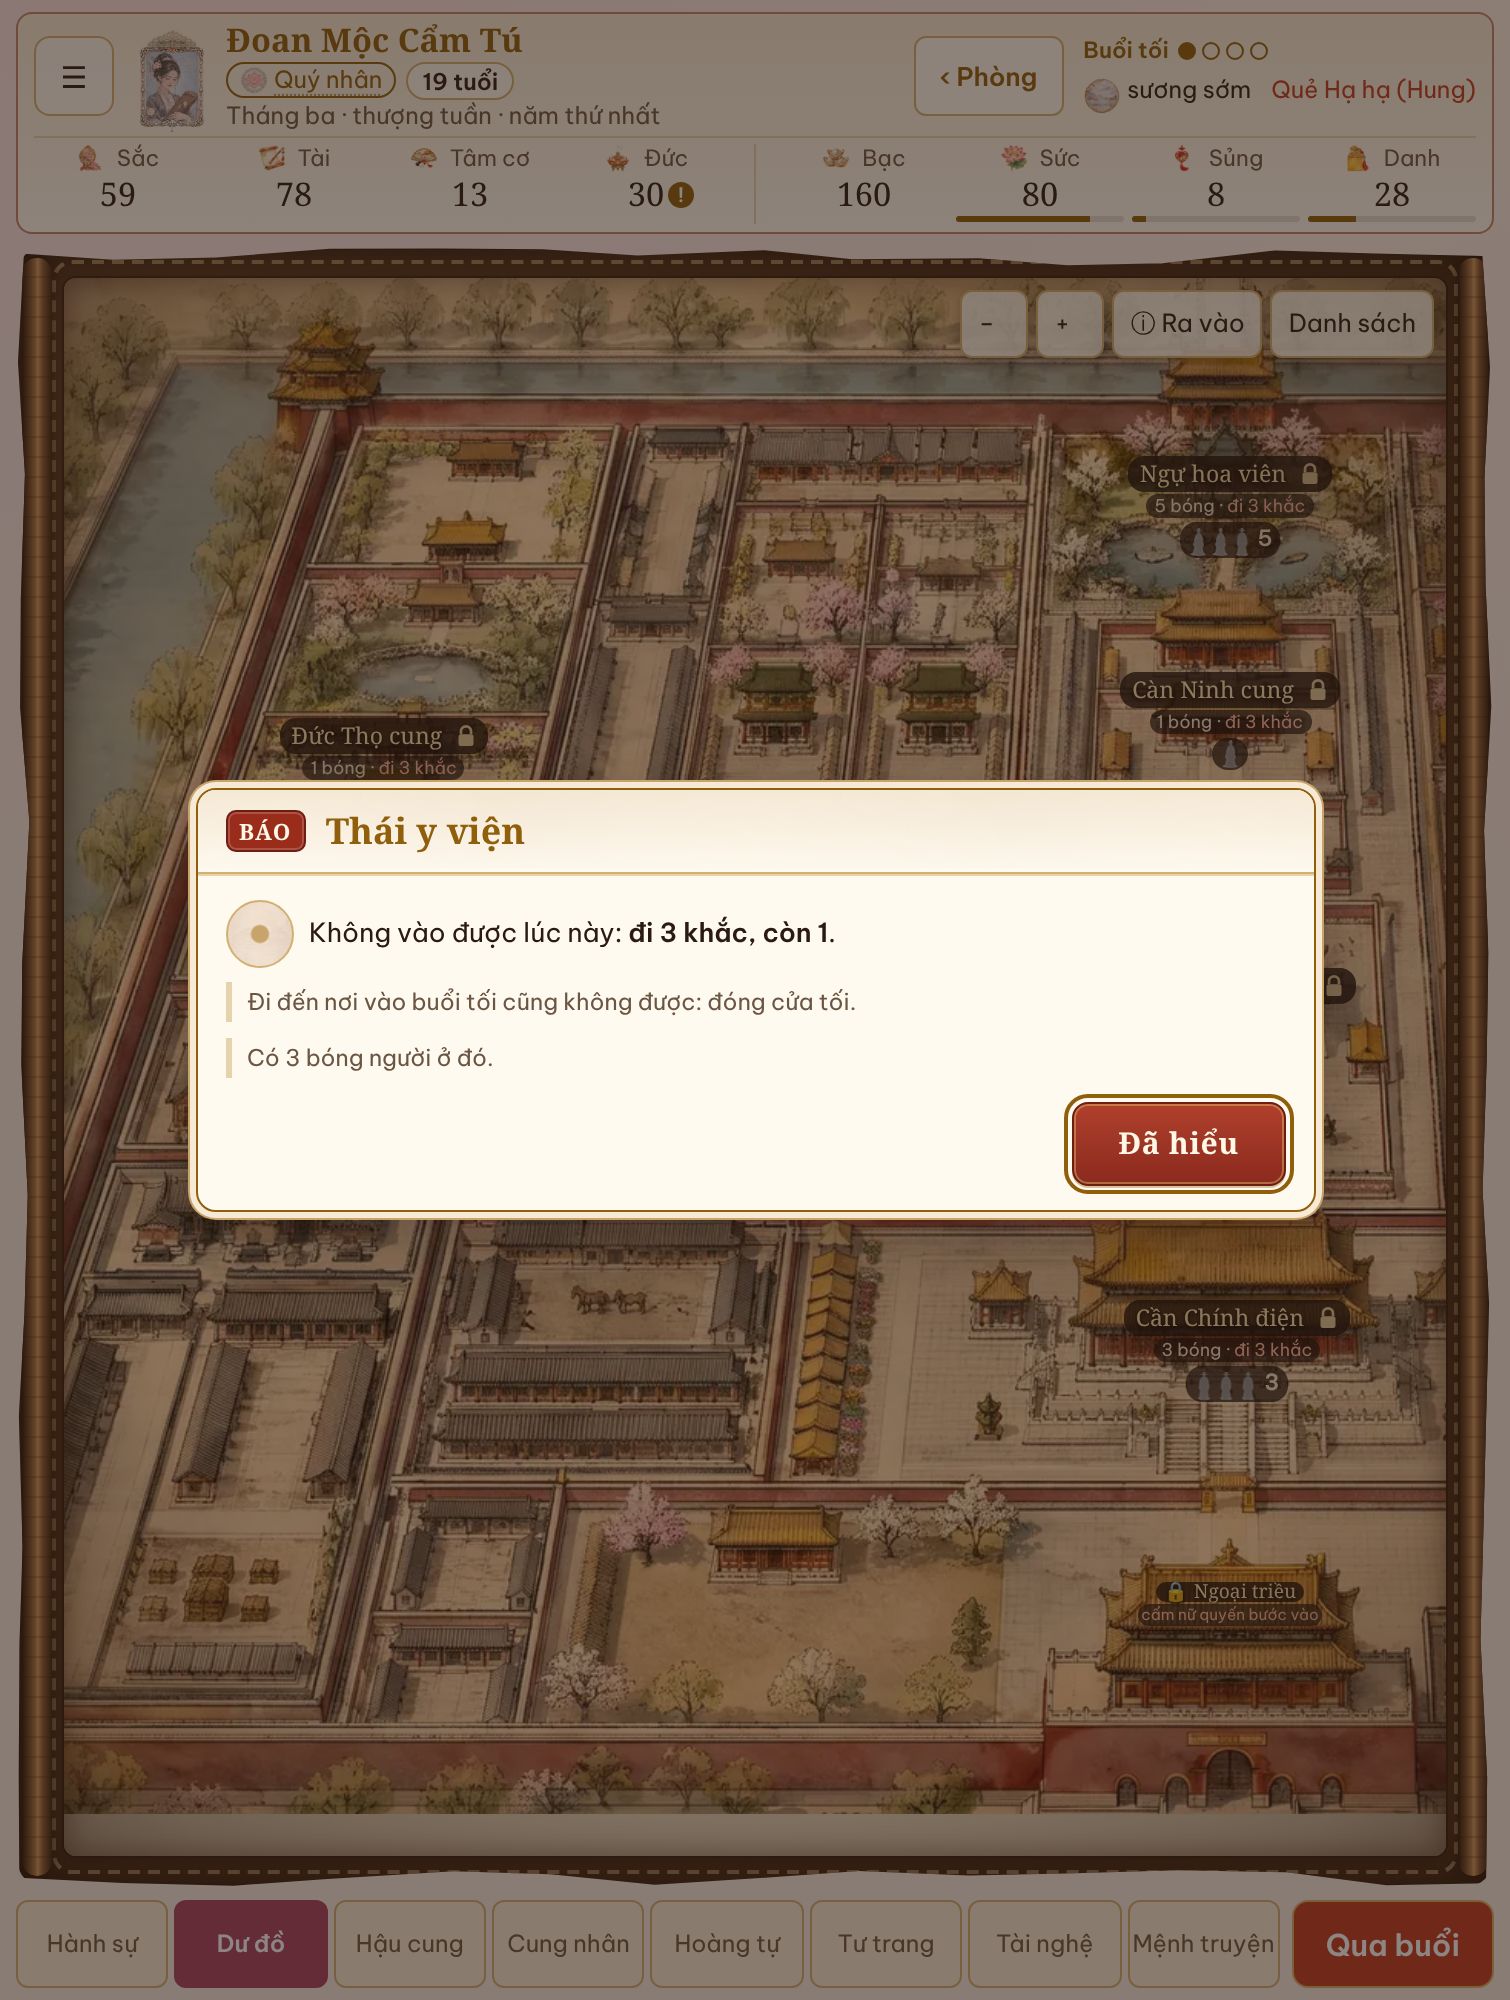 ☰
Đoan Mộc Cẩm Tú
Quý nhân
19 tuổi
Tháng ba · thượng tuần · năm thứ nhất
‹ Phòng
Buổi tối
sương sớm
Quẻ Hạ hạ (Hung)
Sắc
59
Tài
78
Tâm cơ
13
Đức
30 !
Bạc
160
Sức
80
Sủng
8
Danh
28
−
+
ⓘ Ra vào
Danh sách
Ngự hoa viên
5 bóng · đi 3 khắc
5
Càn Ninh cung
1 bóng · đi 3 khắc
Đức Thọ cung
1 bóng · đi 3 khắc
BÁO
Thái y viện
Không vào được lúc này: đi 3 khắc, còn 1.
Đi đến nơi vào buổi tối cũng không được: đóng cửa tối.
Có 3 bóng người ở đó.
Đã hiểu
Cần Chính điện
3 bóng · đi 3 khắc
3
Ngoại triều
cấm nữ quyến bước vào
Hành sự
Dư đồ
Hậu cung
Cung nhân
Hoàng tự
Tư trang
Tài nghệ
Mệnh truyện
Qua buổi